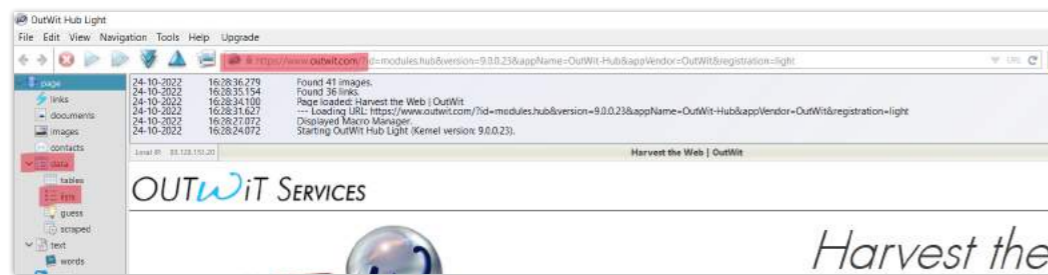 OutWit Hub Light
File Edit View Navigation Tools Help Upgrade
https://www.outwit.com/?id=modules.hub&version=9.0.0.23&appName=OutWit-Hub&appVendor=OutWit&registration=light
page
links
documents
images
contacts
data
tables
lists
guess
scraped
text
words
24-10-2022 16:28:36.279 Found 41 images.
24-10-2022 16:28:35.154 Found 36 links.
24-10-2022 16:28:34.100 Page loaded: Harvest the Web | OutWit
24-10-2022 16:28:31.627 --- Loading URL: https://www.outwit.com/?id=modules.hub&version=9.0.0.23&appName=OutWit-Hub&appVendor=OutWit&registration=light
24-10-2022 16:28:27.072 Displayed Macro Manager.
24-10-2022 16:28:24.072 Starting OutWit Hub Light (Kernel version: 9.0.0.23).
Harvest the Web | OutWit
OUTWiT SERVICES
Harvest the